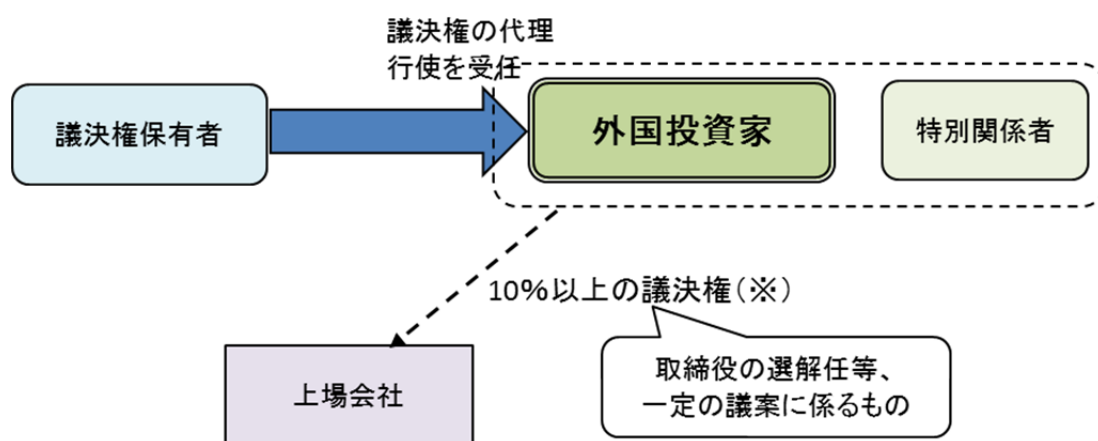 議決権の代理
行使を受任
議決権保有者
外国投資家
特別関係者
10%以上の議決権(※)
取締役の選解任等、
一定の議案に係るもの
上場会社